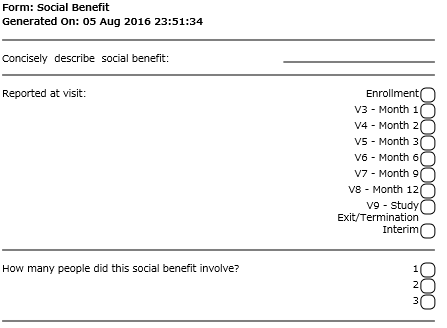 Form: Social Benefit
Generated On: 05 Aug 2016 23:51:34
Concisely describe social benefit:
Reported at visit:
Enrollment
V3 - Month 1
V4 - Month 2
V5 - Month 3
V6 - Month 6
V7 - Month 9
V8 - Month 12
V9 - Study
Exit/Termination
Interim
How many people did this social benefit involve?
1
2
3